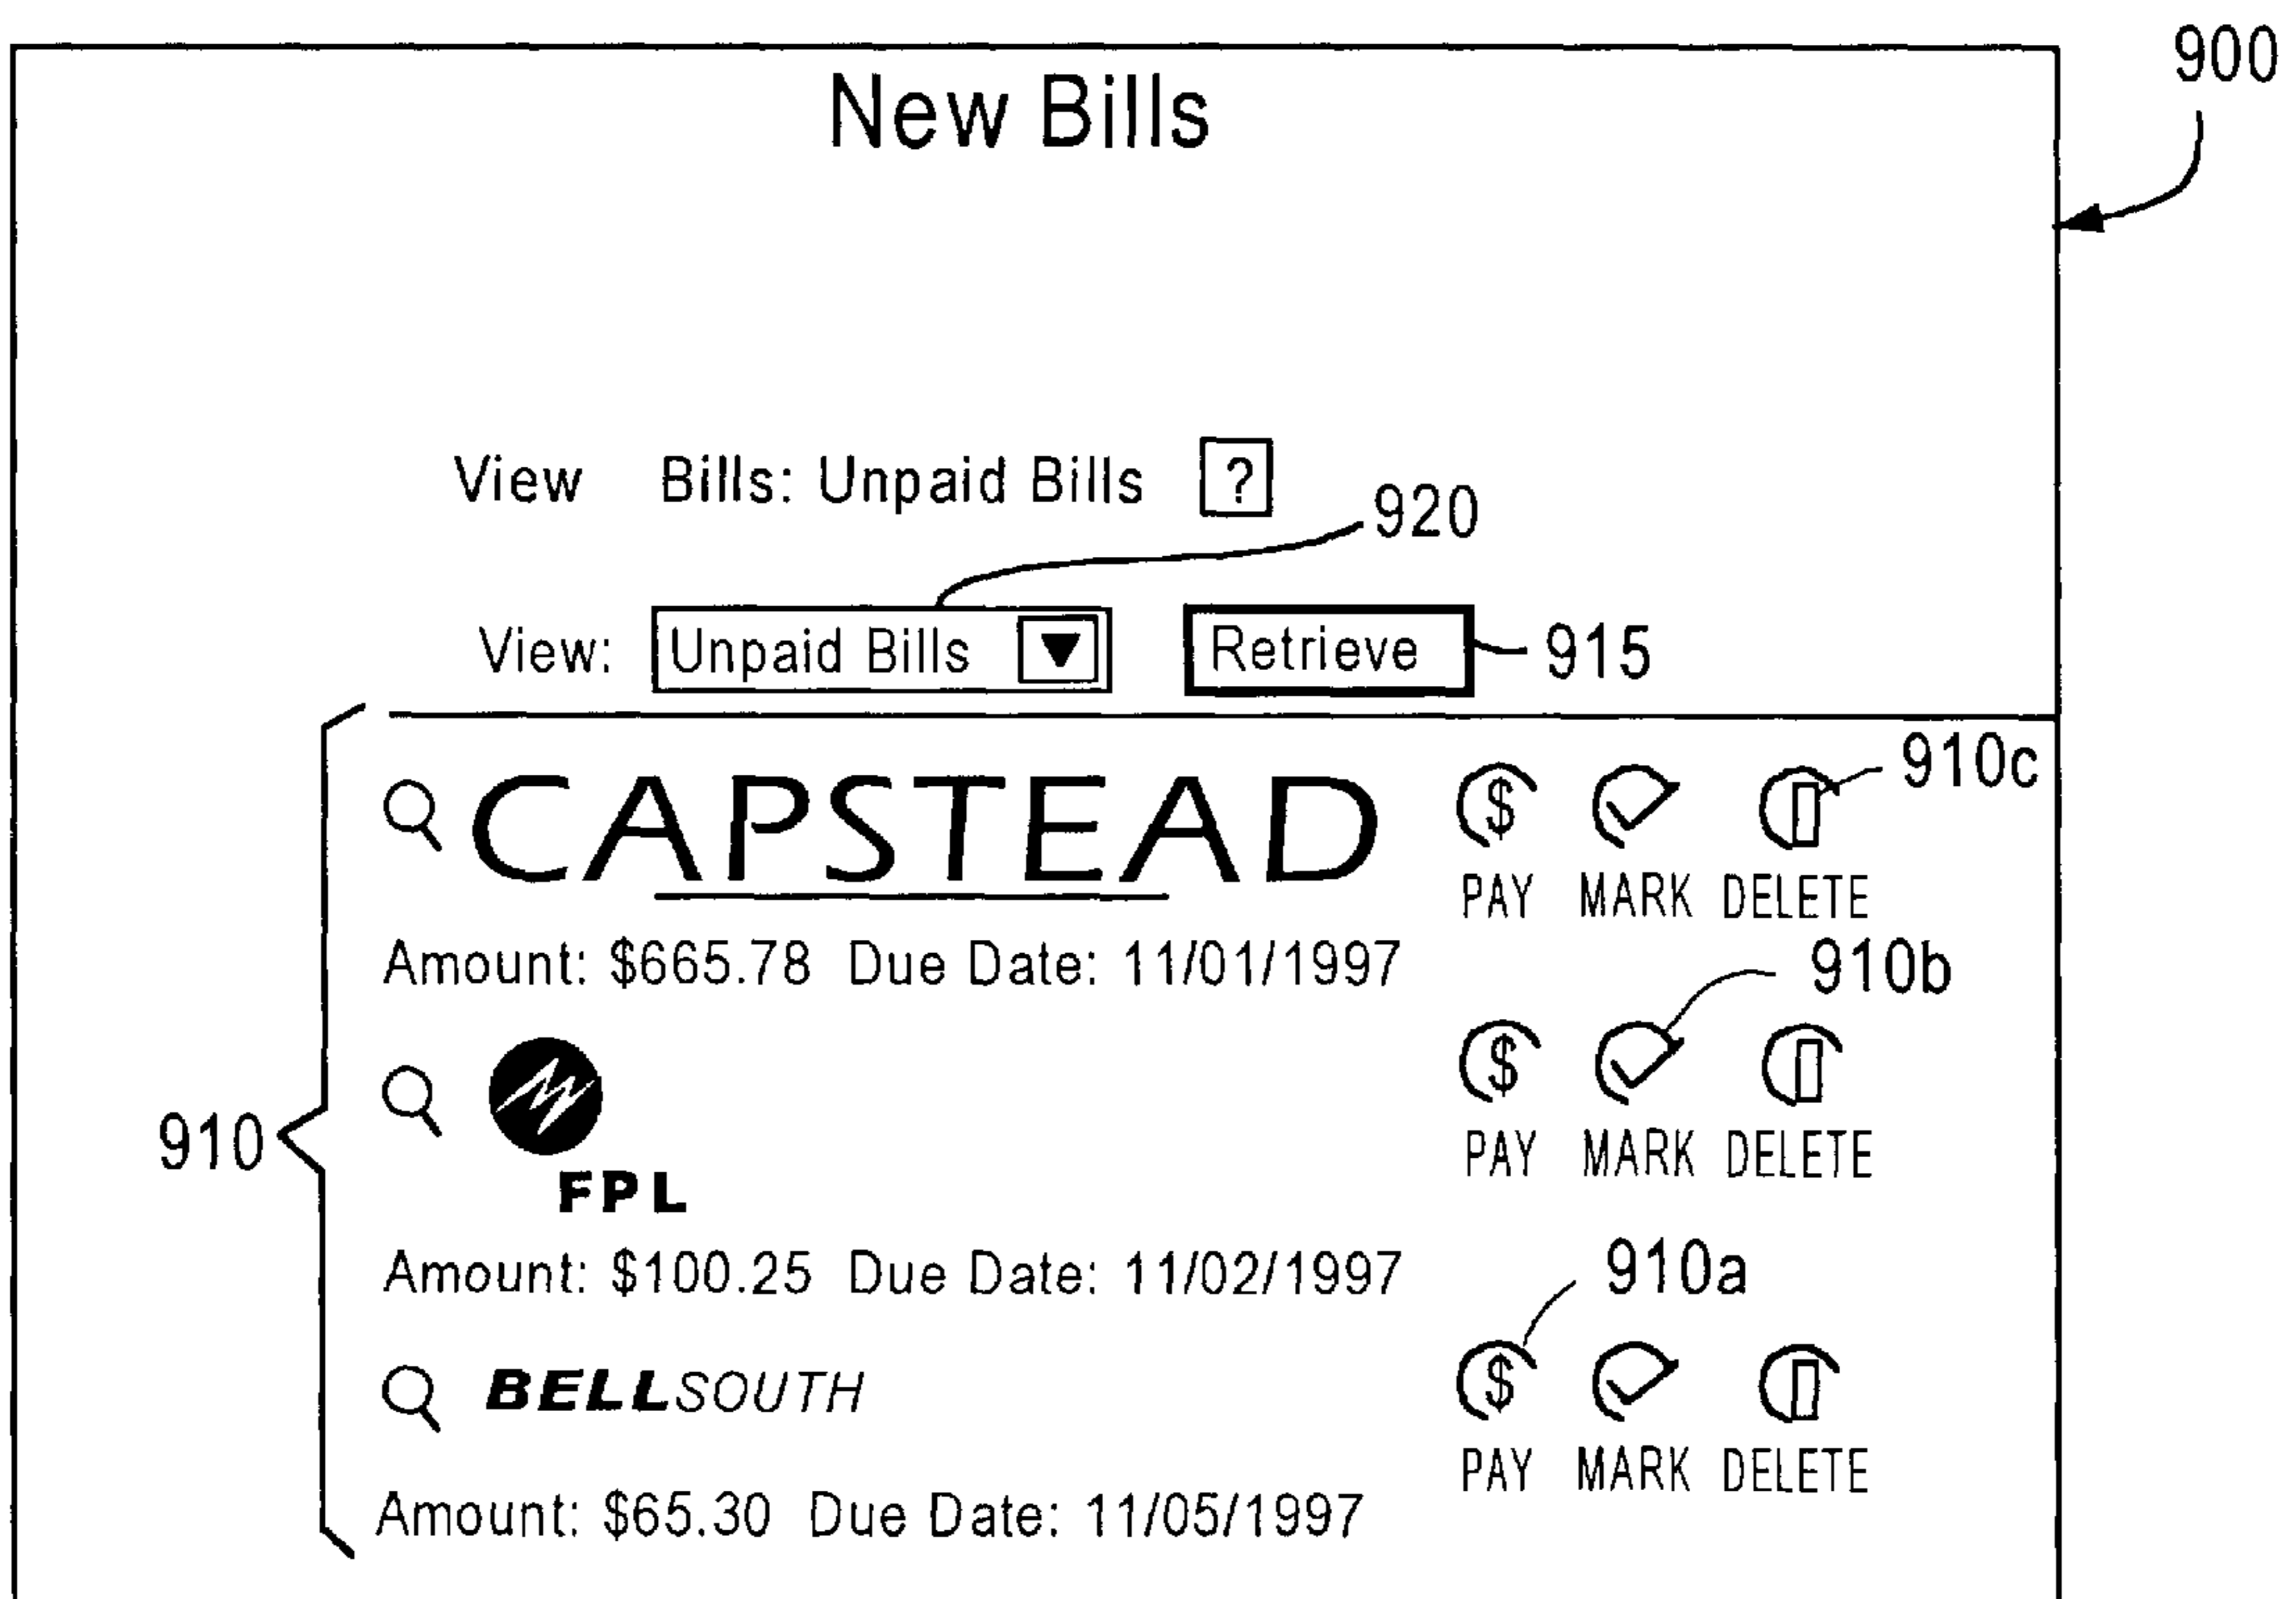 900
New Bills
View Bills: Unpaid Bills ?
920
View: Unpaid Bills Retrieve 915
910c
CAPSTEAD $ $
PAY MARK DELETE
Amount: $665.78 Due Date: 11/01/1997
910b
$
PAY MARK DELETE
910
FPL
Amount: $100.25 Due Date: 11/02/1997
910a
BELLSOUTH $
PAY MARK DELETE
Amount: $65.30 Due Date: 11/05/1997